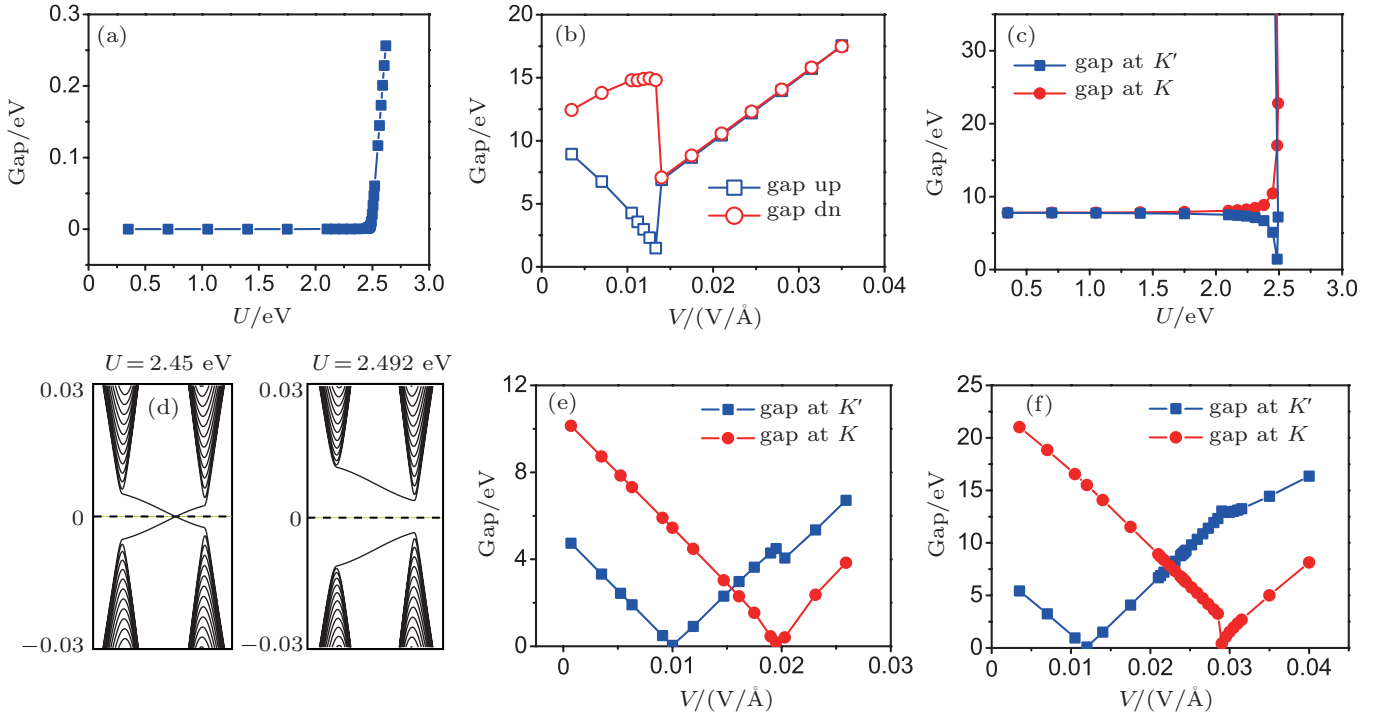 (a)
0.3
0.2
0.1
0
Gap/eV
0 0.5 1.0 1.5 2.0 2.5 3.0
U/eV
(b)
20
15
10
5
0
Gap/eV
gap up
gap dn
0 0.01 0.02 0.03 0.04
V/(V/Å)
(c)
30
20
10
0
Gap/eV
gap at K′
gap at K
0.5 1.0 1.5 2.0 2.5 3.0
U/eV
U = 2.45 eV
U = 2.492 eV
(d)
0.03
0
−0.03
0.03
0
−0.03
(e)
12
8
4
0
Gap/eV
gap at K′
gap at K
0 0.01 0.02 0.03
V/(V/Å)
(f)
25
20
15
10
5
0
Gap/eV
gap at K′
gap at K
0 0.01 0.02 0.03 0.04
V/(V/Å)